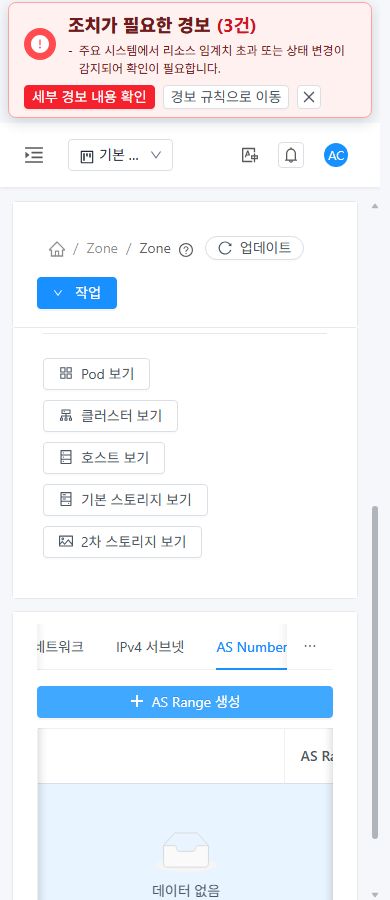 조치가 필요한 경보 (3건)
- 주요 시스템에서 리소스 임계치 초과 또는 상태 변경이
감지되어 확인이 필요합니다.
세부 경보 내용 확인 경보 규칙으로 이동
기본 ... AC
/ Zone / Zone 업데이트
작업
Pod 보기
클러스터 보기
호스트 보기
기본 스토리지 보기
2차 스토리지 보기
네트워크 IPv4 서브넷 AS Number ...
+ AS Range 생성
AS Ra
데이터 없음